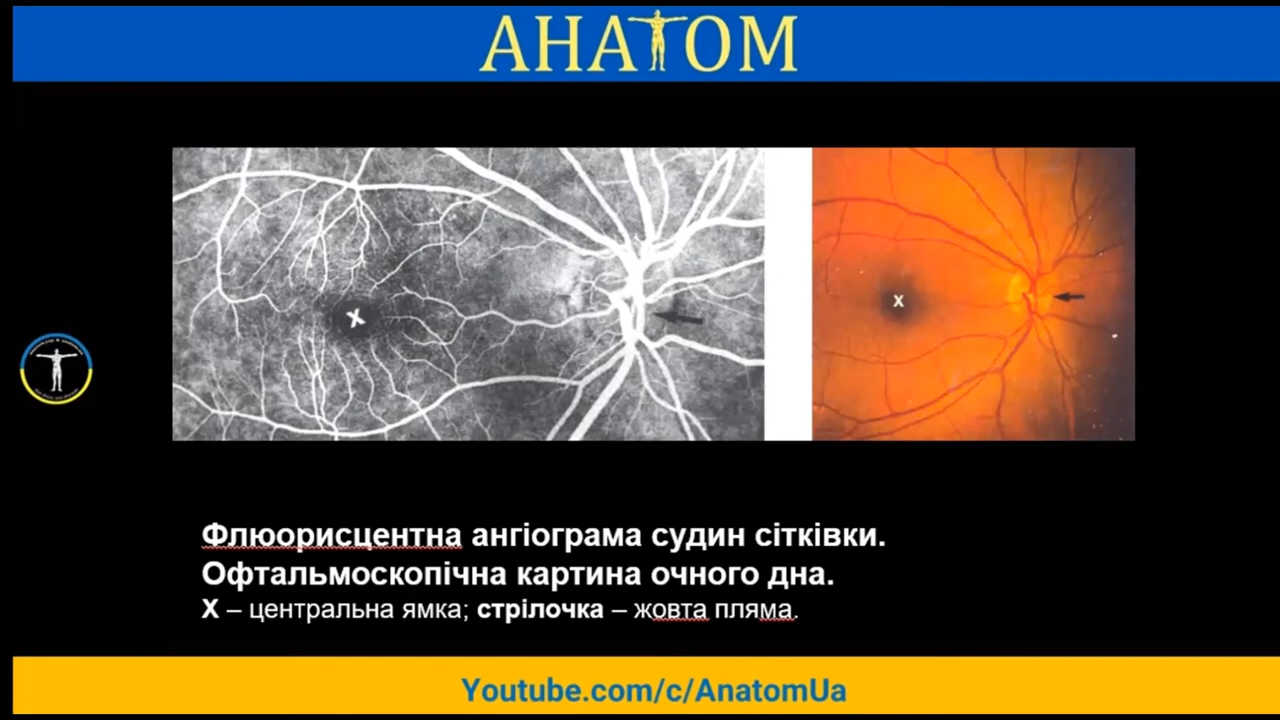 АНАТОМ
X
X
Флюорисцентна ангіограма судин сітківки.
Офтальмоскопічна картина очного дна.
X – центральна ямка; стрілочка – жовта пляма.
Youtube.com/c/AnatomUa